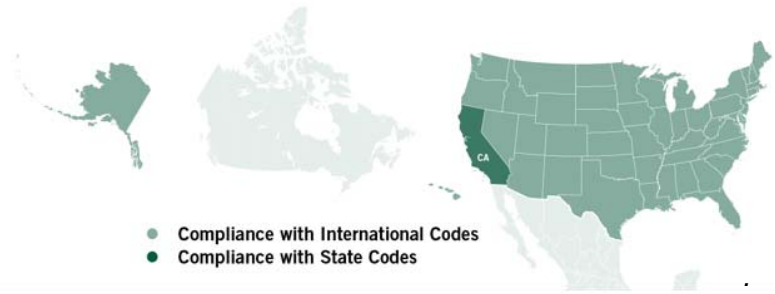 CA
Compliance with International Codes
Compliance with State Codes